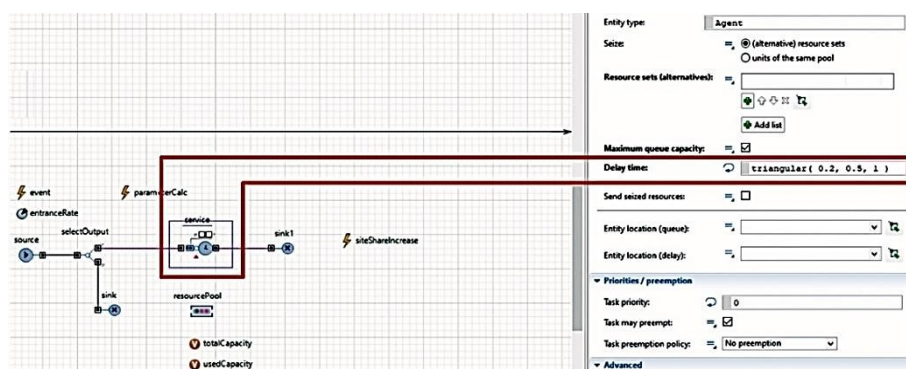 Entity type: Agent
Seize: (alternative) resource sets
units of the same pool
Resource sets (alternatives):
Add list
Maximum queue capacity:
Delay time: triangular( 0.2, 0.5, 1 )
Send seized resources:
Entity location (queue):
Entity location (delay):
Priorities / preemption
Task priority: 0
Task may preempt:
Task preemption policy: No preemption
Advanced
event
parameterCalc
entranceRate
service
selectOutput
source
sink1
siteShareIncrease
sink
resourcePool
totalCapacity
usedCapacity